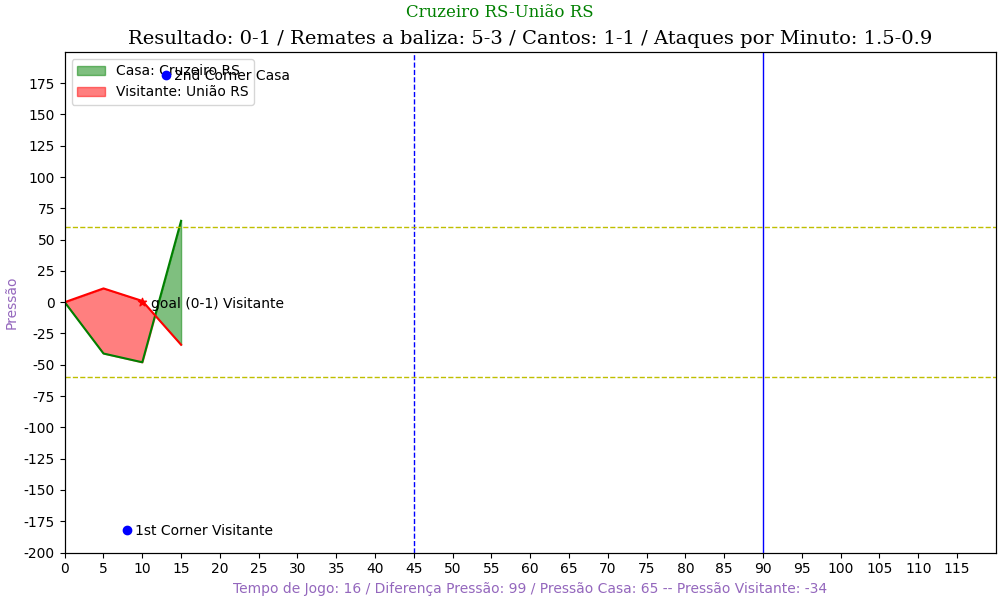 Cruzeiro RS-União RS
Resultado: 0-1 / Remates a baliza: 5-3 / Cantos: 1-1 / Ataques por Minuto: 1.5-0.9
Casa: Cruzeiro RS
2nd Corner Casa
Visitante: União RS
175
150
125
100
75
50
25
0
-25
-50
-75
-100
-125
-150
-175
-200
Pressão
goal (0-1) Visitante
1st Corner Visitante
0 5 10 15 20 25 30 35 40 45 50 55 60 65 70 75 80 85 90 95 100 105 110 115
Tempo de Jogo: 16 / Diferença Pressão: 99 / Pressão Casa: 65 -- Pressão Visitante: -34